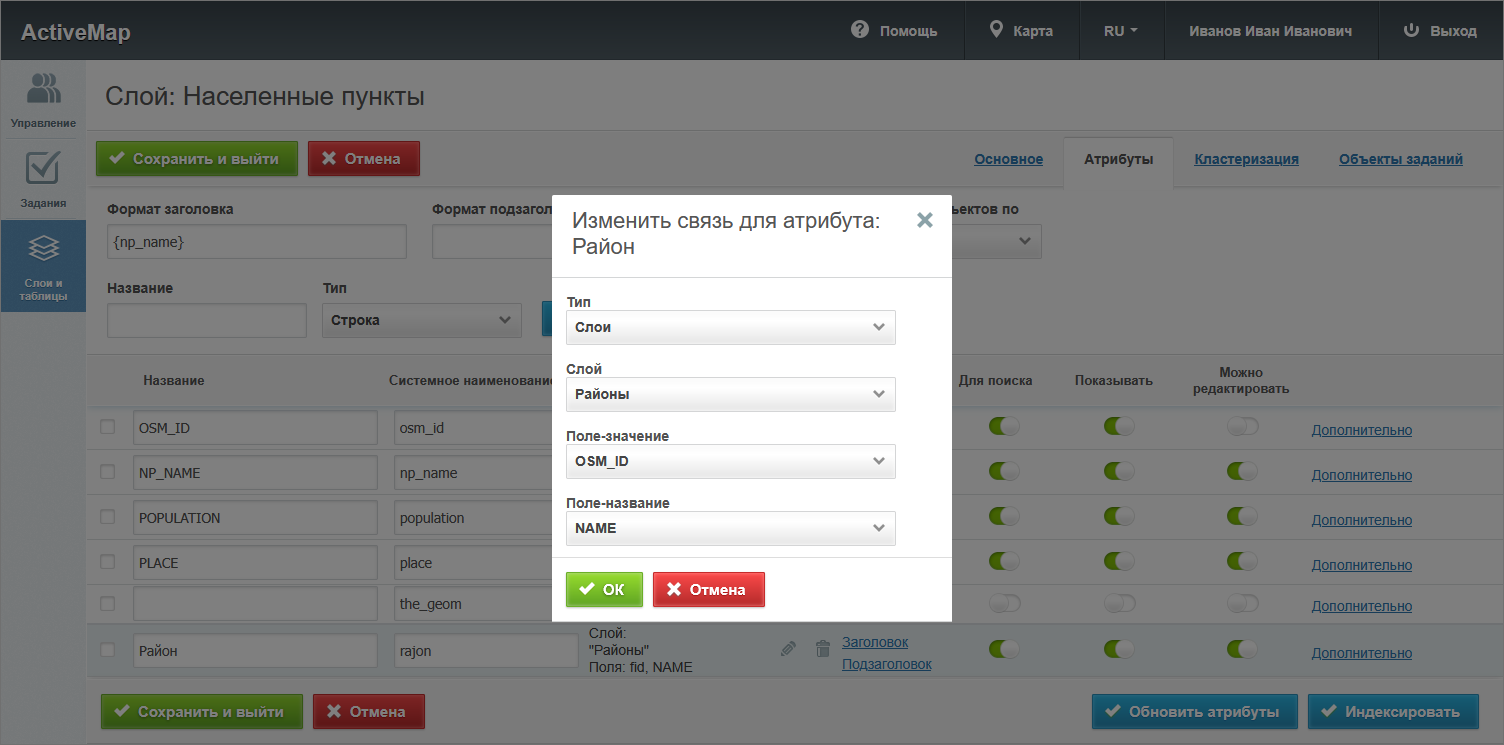 ActiveMap
Помощь
Карта
RU
Иванов Иван Иванович
Выход
Управление
Задания
Слои и
таблицы
Слой: Населенные пункты
Сохранить и выйти
Отмена
Основное
Атрибуты
Кластеризация
Объекты заданий
Формат заголовка
Формат подзагол
ъектов по
{np_name}
Название
Тип
Строка
Изменить связь для атрибута:
Район
Тип
Слои
Слой
Районы
Поле-значение
OSM_ID
Поле-название
NAME
ОК
Отмена
Название
Системное наименование
Для поиска
Показывать
Можно
редактировать
OSM_ID
osm_id
Дополнительно
NP_NAME
np_name
Дополнительно
POPULATION
population
Дополнительно
PLACE
place
Дополнительно
the_geom
Дополнительно
Район
rajon
Слой:
"Районы"
Поля: fid, NAME
Заголовок
Подзаголовок
Дополнительно
Сохранить и выйти
Отмена
Обновить атрибуты
Индексировать